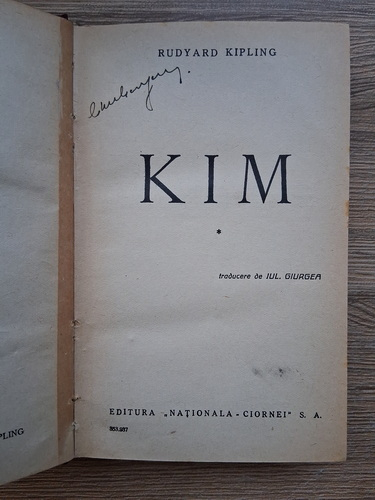 RUDYARD KIPLING
KIM
*
traducere de IUL. GIURGEA
EDITURA „NAȚIONALA - CIORNEI" S. A.
PLING